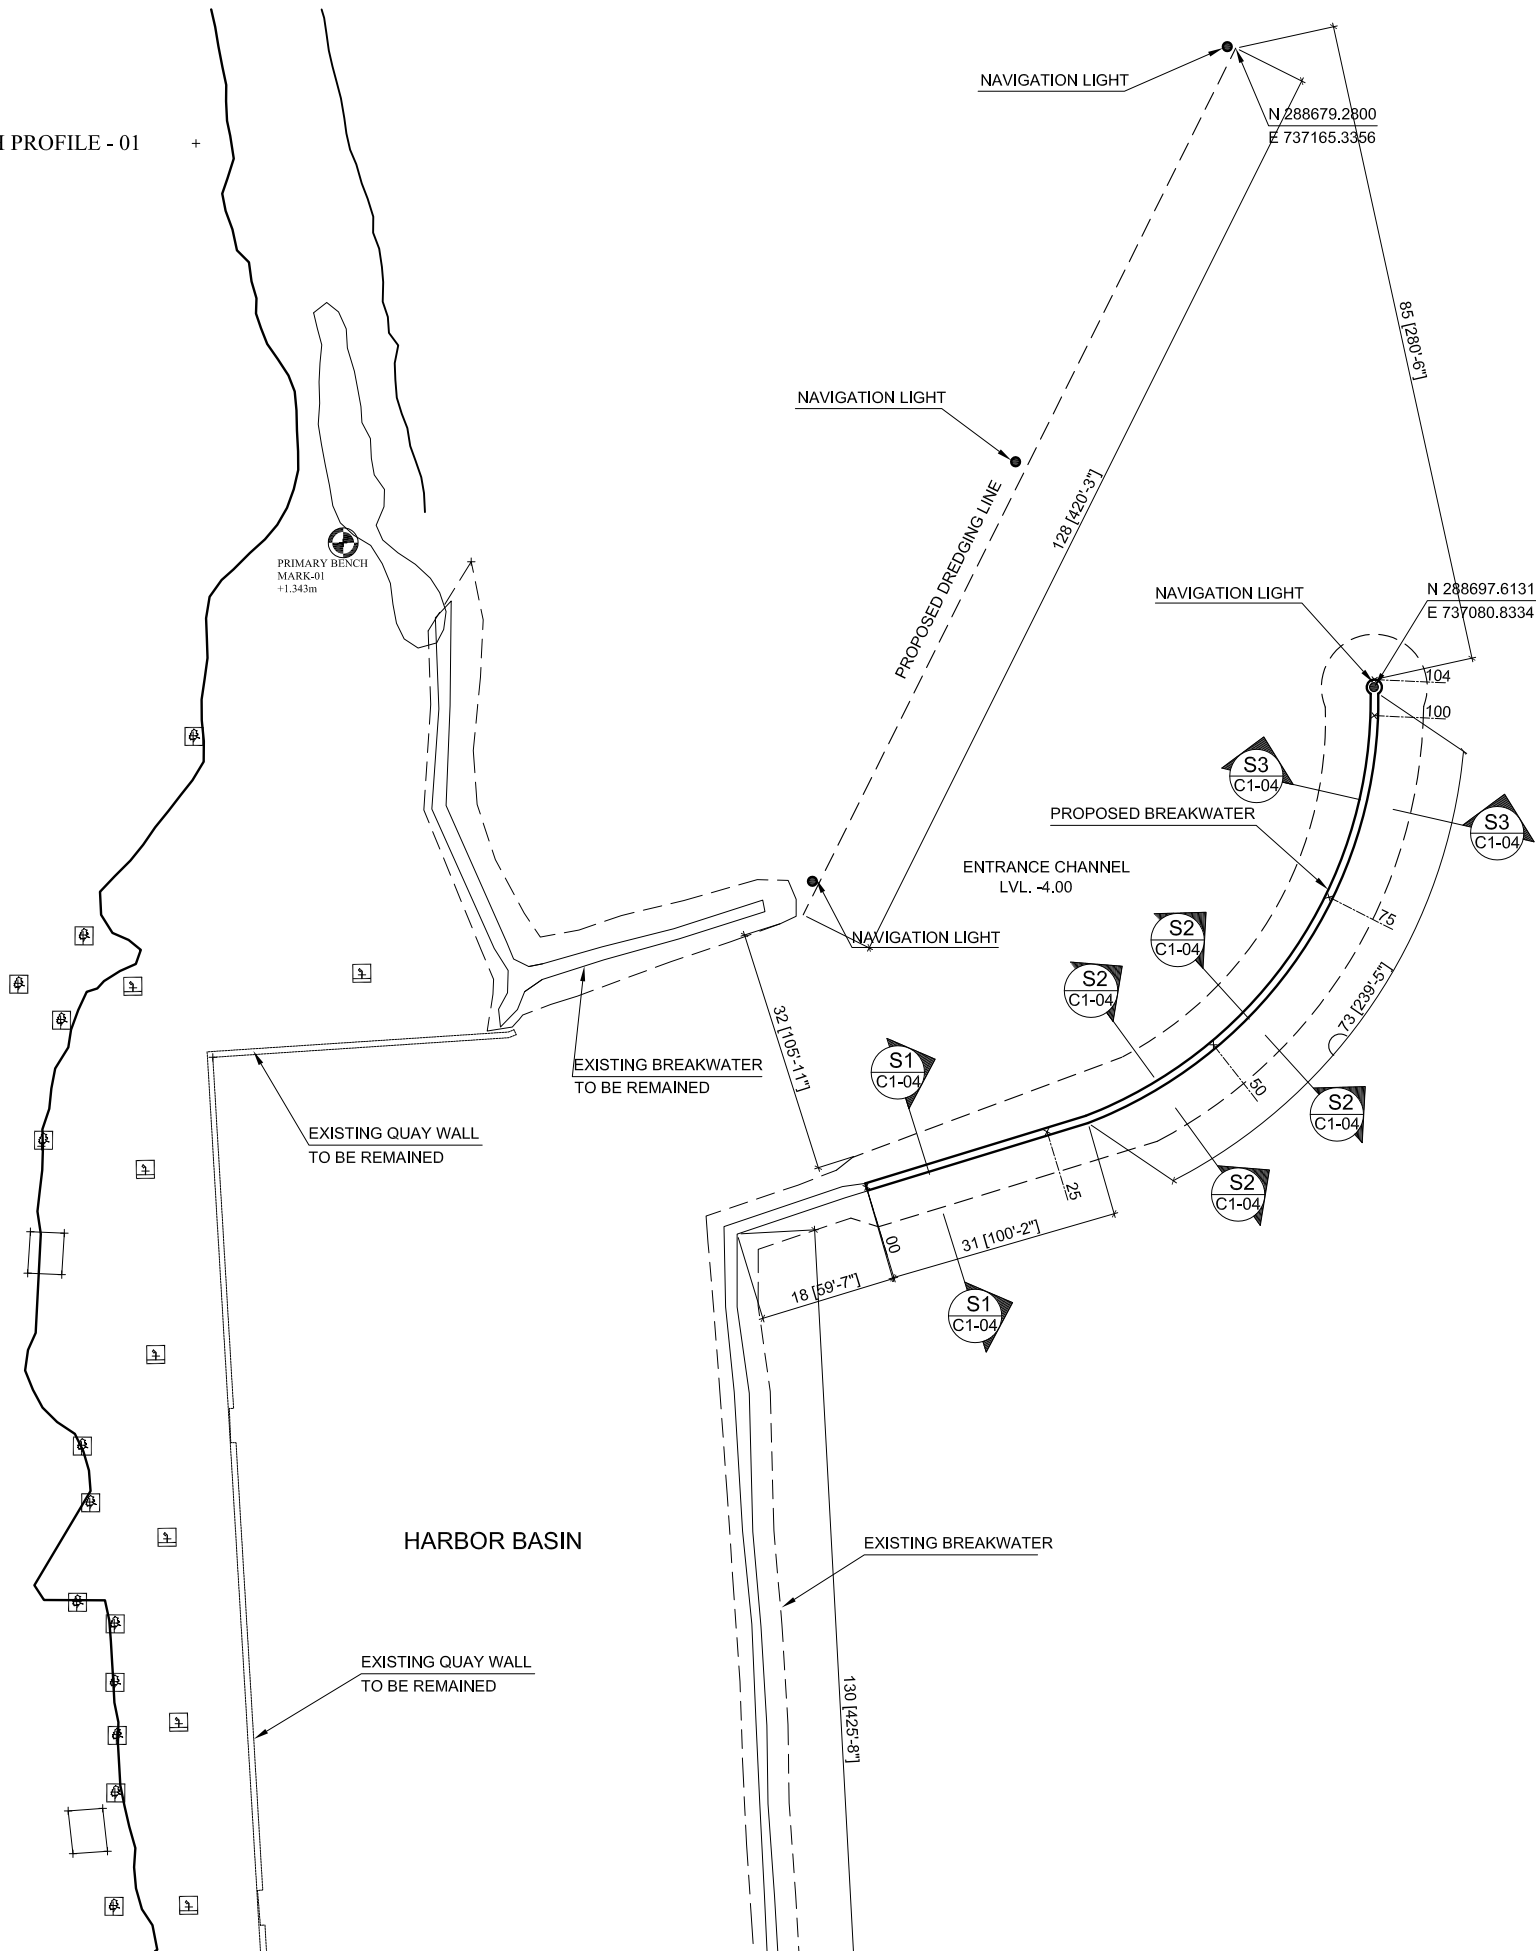 NAVIGATION LIGHT
N 288679.2800
E 737165.3356
PROFILE - 01
85 [280'-6"]
NAVIGATION LIGHT
128 [420'-3"]
PROPOSED DREDGING LINE
PRIMARY BENCH
MARK-01
+1.343m
NAVIGATION LIGHT
N 288697.6131
E 737080.8334
104
100
S3
C1-04
PROPOSED BREAKWATER
S3
C1-04
ENTRANCE CHANNEL
LVL. -4.00
75
NAVIGATION LIGHT
S2
C1-04
S2
C1-04
73 [239'-5"]
32 [105'-11"]
S1
C1-04
EXISTING BREAKWATER
TO BE REMAINED
50
S2
C1-04
EXISTING QUAY WALL
TO BE REMAINED
25
S2
C1-04
00
31 [100'-2"]
18 [59'-7"]
S1
C1-04
HARBOR BASIN
EXISTING BREAKWATER
EXISTING QUAY WALL
TO BE REMAINED
130 [425'-8"]